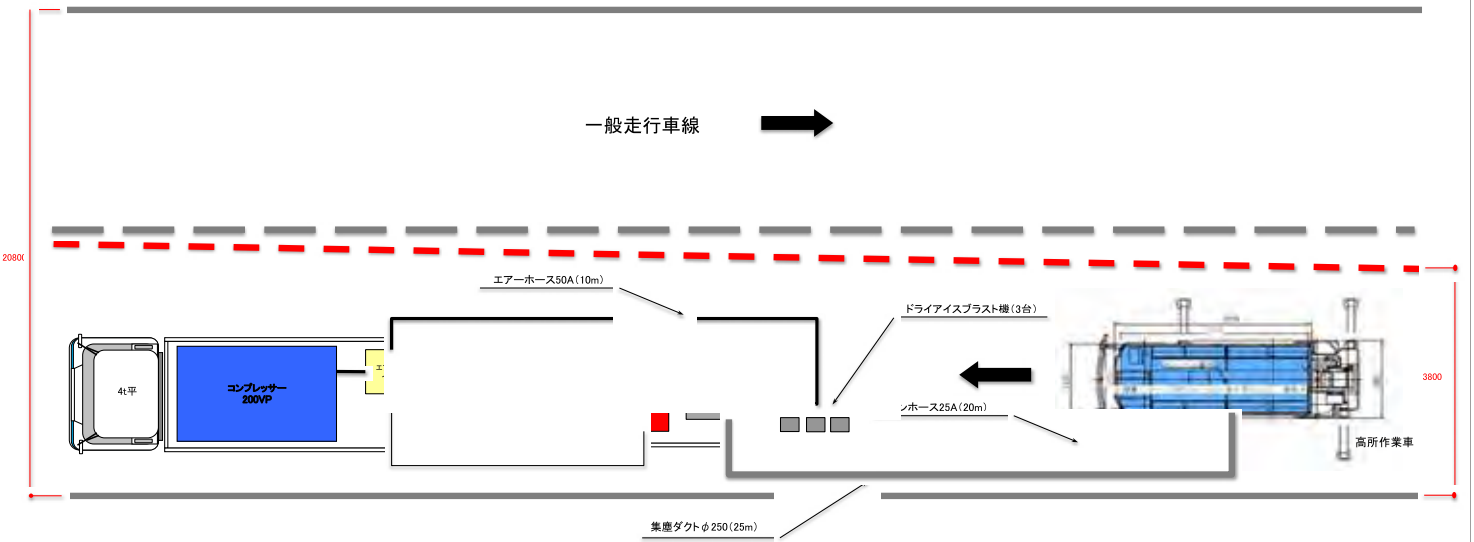 一般走行車線
エアーホース50A(10m)
ドライアイスブラスト機(3台)
コンプレッサー
200VP
4t平
ンホース25A(20m)
高所作業車
3800
集塵ダクトφ250(25m)